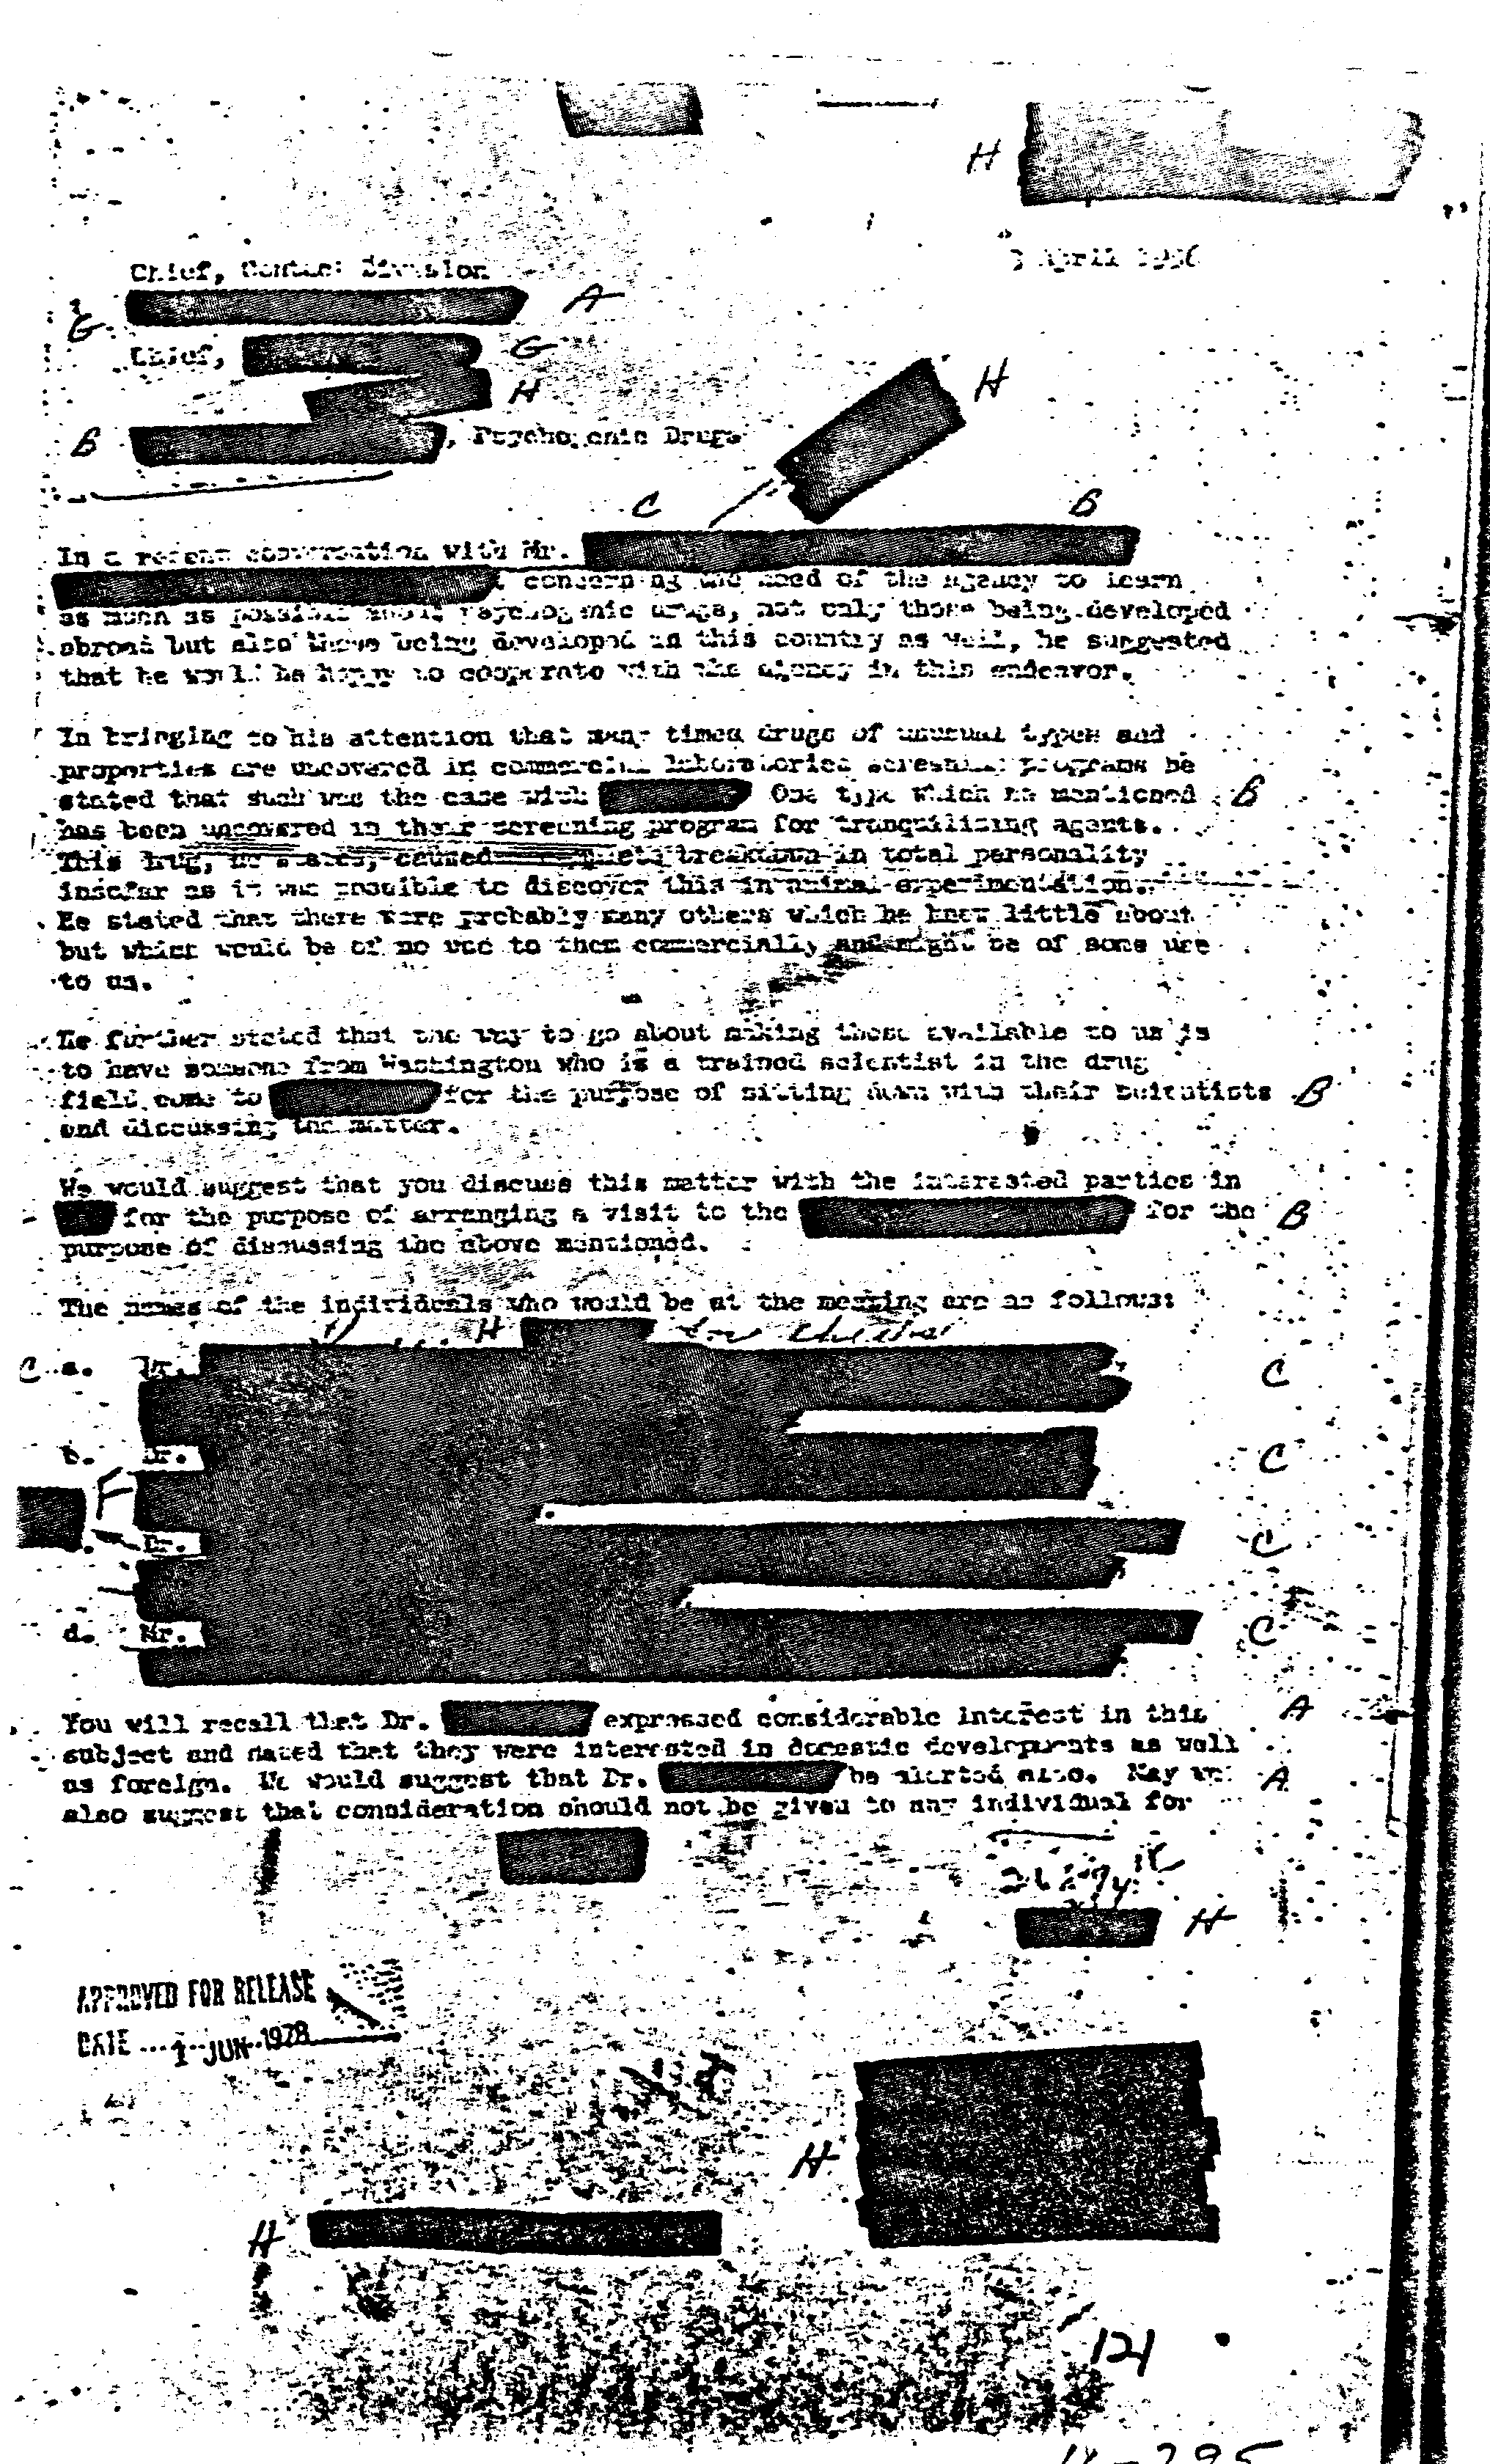 H
3 April 1956
Chief, Contact Division
A
G
Chief, G
H
H
B , Psychogenic Drugs
C B
In a recent conversation with Mr.
concerning the need of the Agency to learn
as much as possible about psychogenic drugs, not only those being developed
abroad but also those being developed in this country as well, he suggested
that he would be happy to cooperate with the agency in this endeavor.
In bringing to his attention that many times drugs of unusual types and
properties are uncovered in commercial laboratories screening programs he
stated that such was the case with One type which he mentioned B
has been uncovered in their screening program for tranquilizing agents.
This drug, he stated, caused complete breakdown in total personality
insofar as it was possible to discover this in animal experimentation.
He stated that there were probably many others which he knew little about
but which would be of no use to them commercially and might be of some use
to us.
He further stated that the way to go about making these available to us is
to have someone from Washington who is a trained scientist in the drug
field come to for the purpose of sitting down with their scientists B
and discussing the matter.
We would suggest that you discuss this matter with the interested parties in
for the purpose of arranging a visit to the for the B
purpose of discussing the above mentioned.
The names of the individuals who would be at the meeting are as follows:
H
C a. Dr. C
b. Dr. C
F
Dr. C
d. Mr. C
You will recall that Dr. expressed considerable interest in this A
subject and stated that they were interested in domestic developments as well
as foreign. We would suggest that Dr. be alerted also. May we A
also suggest that consideration should not be given to any individual for
H
APPROVED FOR RELEASE
DATE 1 JUN 1978
H
H
121